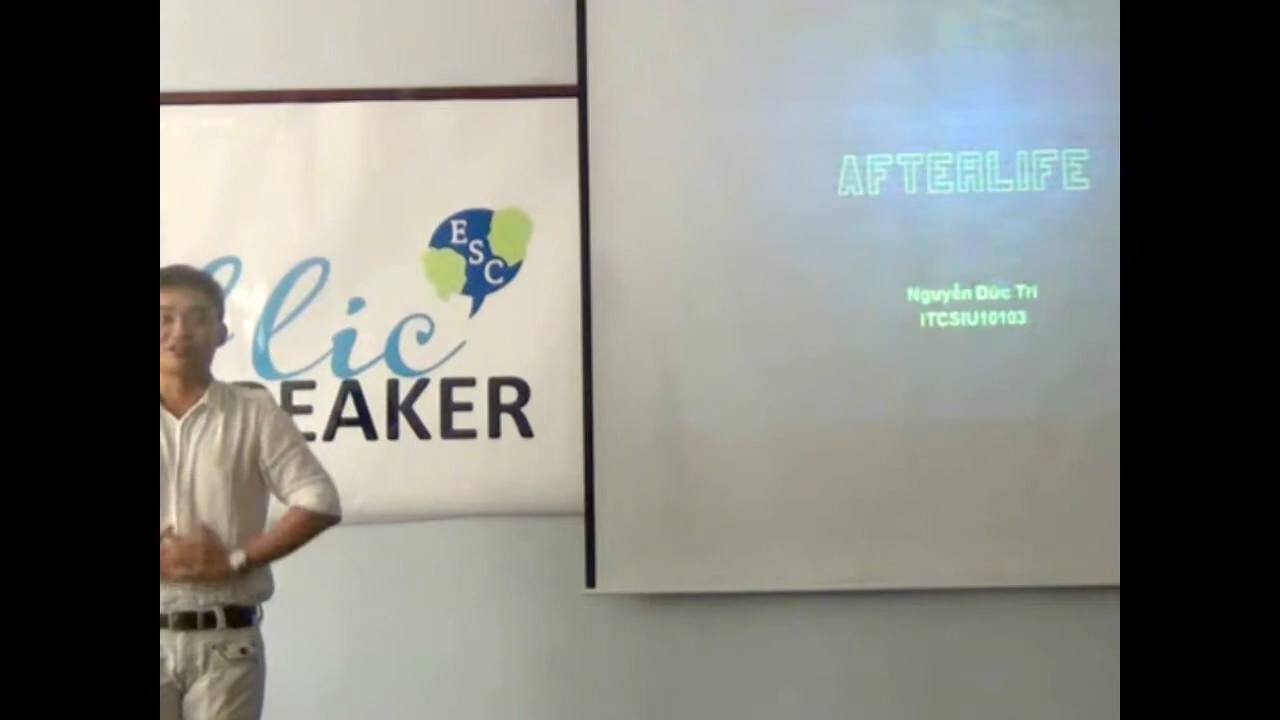 ESC
lic
EAKER
AFTERLIFE
Nguyễn Đức Trí
ITCSIU10103